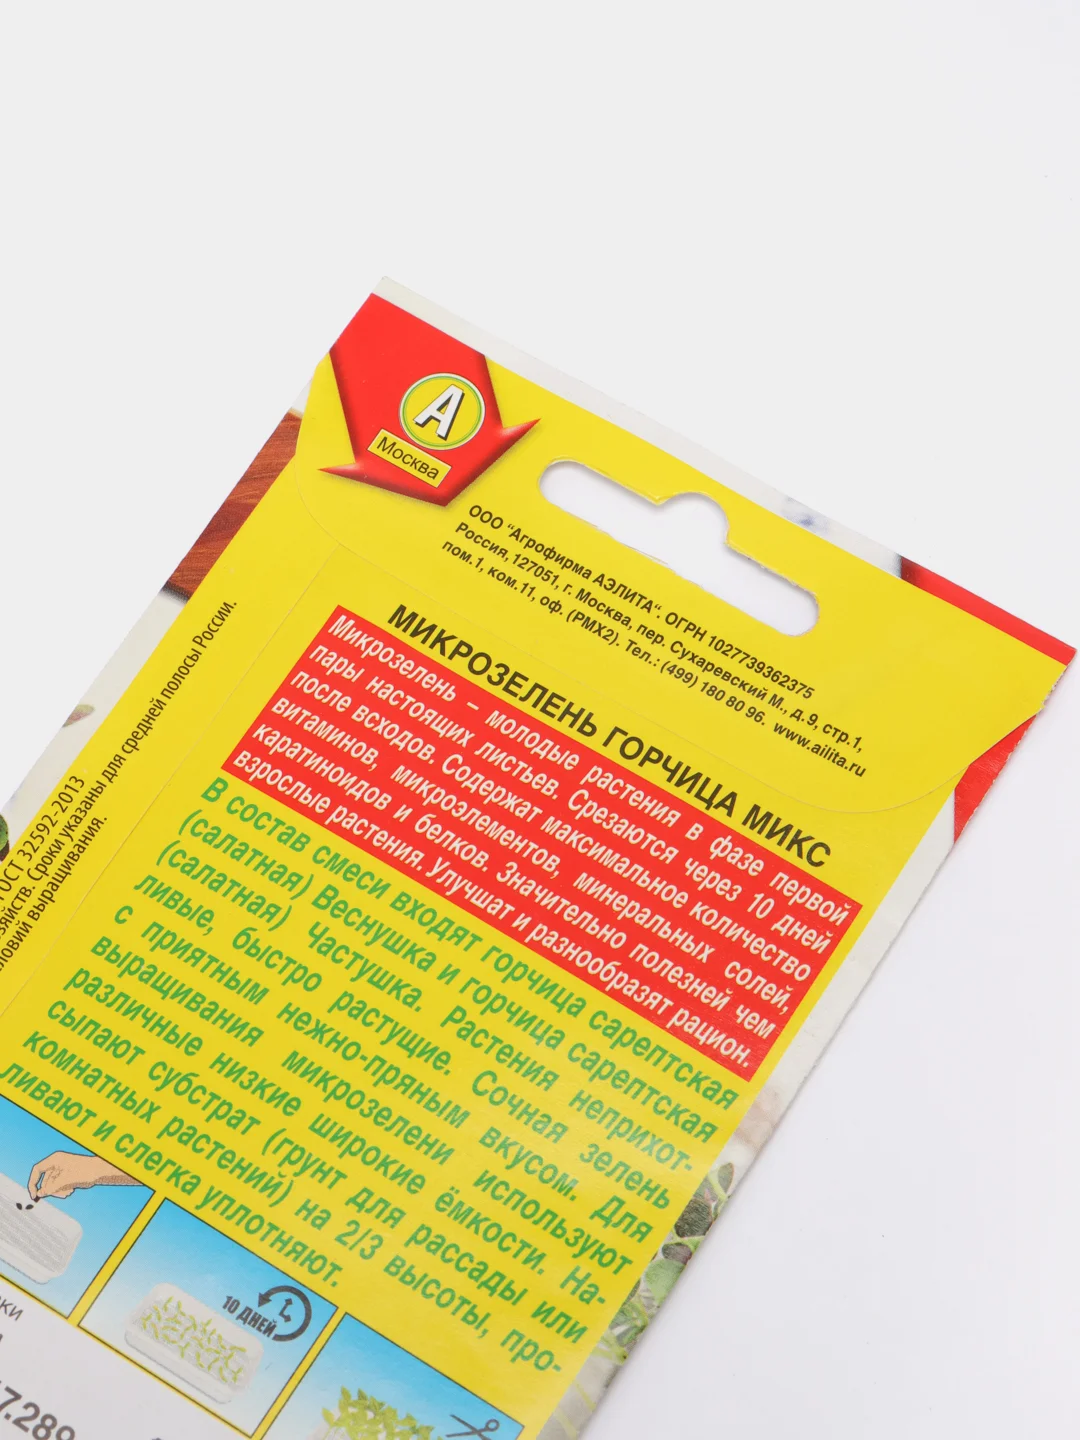 А
Москва
ООО “Агрофирма АЭЛИТА“ ОГРН 1027739362375
Россия, 127051, г. Москва, пер. Сухаревский М., д.9, стр.1,
пом.1, ком.11, оф. (РМХ2). Тел.: (499) 180 80 96. www.ailita.ru
МИКРОЗЕЛЕНЬ ГОРЧИЦА МИКС
Микрозелень – молодые растения в фазе первой
пары настоящих листьев. Срезаются через 10 дней
после всходов. Содержат максимальное количество
витаминов, микроэлементов, минеральных солей,
каратиноидов и белков. Значительно полезней чем
взрослые растения. Улучшат и разнообразят рацион.
В состав смеси входят горчица сарептская
(салатная) Веснушка и горчица сарептская
(салатная) Частушка. Растения неприхот-
ливые, быстро растущие. Сочная зелень
с приятным нежно-пряным вкусом. Для
выращивания микрозелени используют
различные низкие широкие ёмкости. На-
сыпают субстрат (грунт для рассады или
комнатных растений) на 2/3 высоты, про-
ливают и слегка уплотняют.
ГОСТ 32592-2013
Сроки указаны для средней полосы России.
выращивания.
10 ДНЕЙ
7.289